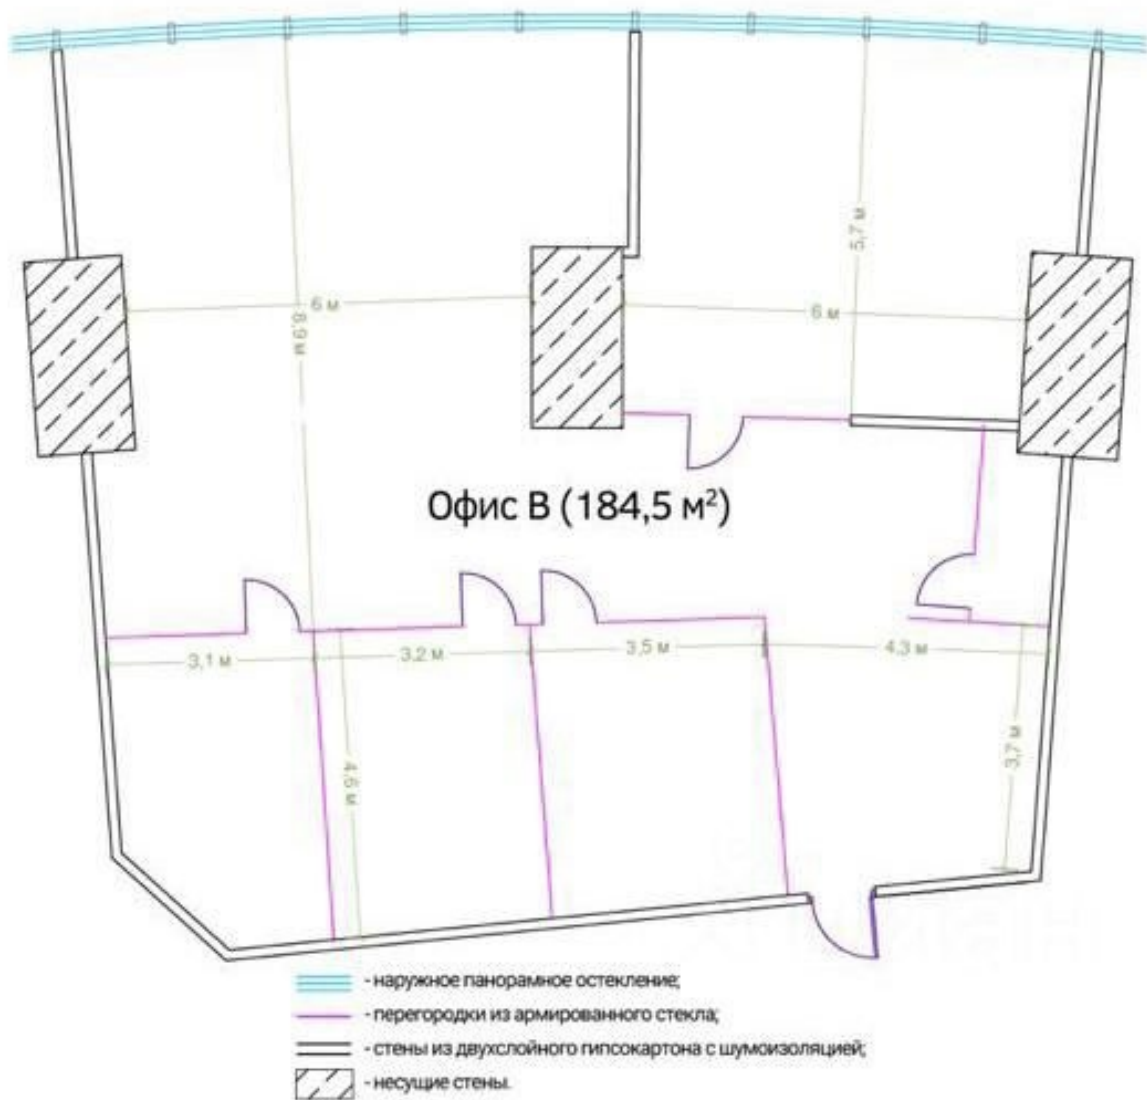 5,7 м
6 м
6 м
8,9 м
Офис В (184,5 м²)
3,1 м
3,2 м
3,5 м
4,3 м
4,6 м
3,7 м
- наружное панорамное остекление;
- перегородки из армированного стекла;
- стены из двухслойного гипсокартона с шумоизоляцией;
- несущие стены.